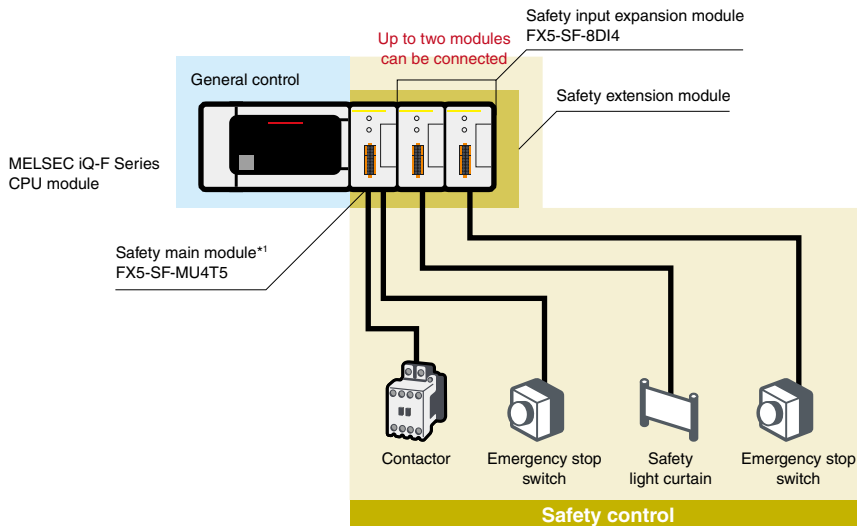 Safety input expansion module
FX5-SF-8DI4
Up to two modules
can be connected
General control
Safety extension module
MELSEC iQ-F Series
CPU module
Safety main module*1
FX5-SF-MU4T5
Contactor
Emergency stop
switch
Safety
light curtain
Emergency stop
switch
Safety control